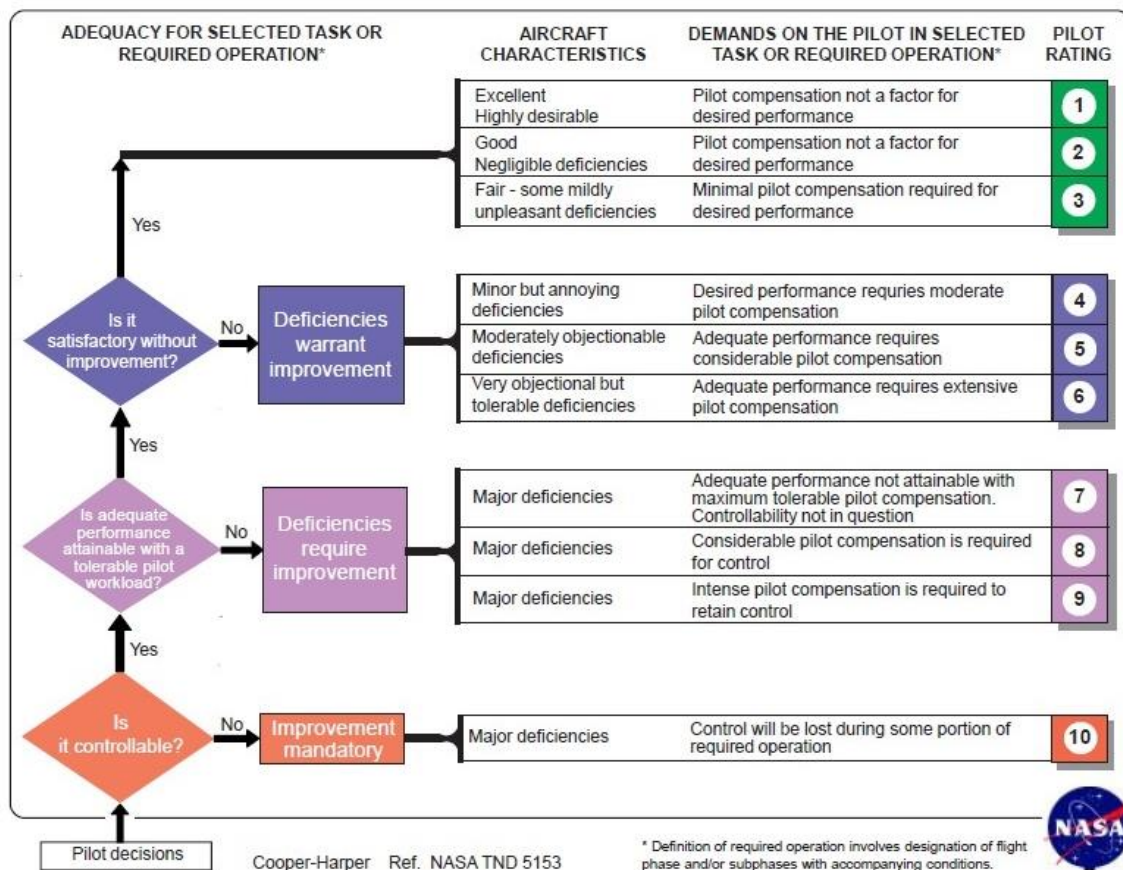 ADEQUACY FOR SELECTED TASK OR
REQUIRED OPERATION*
AIRCRAFT
CHARACTERISTICS
DEMANDS ON THE PILOT IN SELECTED
TASK OR REQUIRED OPERATION*
PILOT
RATING
Excellent
Highly desirable
Pilot compensation not a factor for
desired performance
1
Good
Negligible deficiencies
Pilot compensation not a factor for
desired performance
2
Fair - some mildly
unpleasant deficiencies
Minimal pilot compensation required for
desired performance
3
Yes
Is it
satisfactory without
improvement?
No
Deficiencies
warrant
improvement
Minor but annoying
deficiencies
Desired performance requries moderate
pilot compensation
4
Moderately objectionable
deficiencies
Adequate performance requires
considerable pilot compensation
5
Very objectional but
tolerable deficiencies
Adequate performance requires extensive
pilot compensation
6
Yes
Is adequate
performance
attainable with a
tolerable pilot
workload?
No
Deficiencies
require
improvement
Major deficiencies
Adequate performance not attainable with
maximum tolerable pilot compensation.
Controllability not in question
7
Major deficiencies
Considerable pilot compensation is required
for control
8
Major deficiencies
Intense pilot compensation is required to
retain control
9
Yes
Is
it controllable?
No
Improvement
mandatory
Major deficiencies
Control will be lost during some portion of
required operation
10
Pilot decisions
Cooper-Harper Ref. NASA TND 5153
* Definition of required operation involves designation of flight
phase and/or subphases with accompanying conditions.
NASA